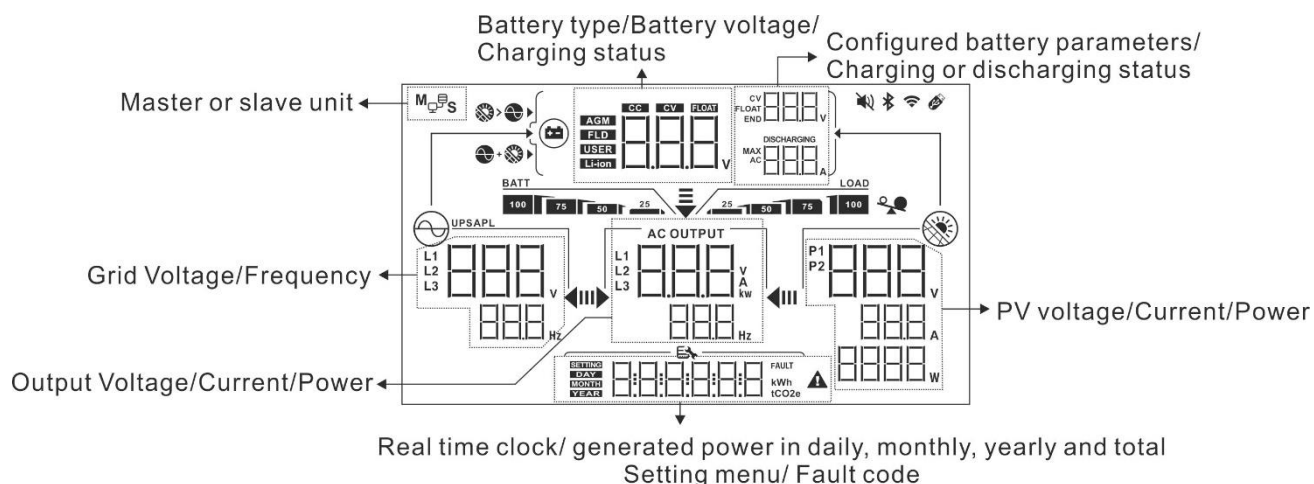 Battery type/Battery voltage/
Charging status
Configured battery parameters/
Charging or discharging status
Master or slave unit
M S
CC CV FLOAT
AGM
FLD
USER
Li-ion
V
CV
FLOAT
END
V
DISCHARGING
MAX
AC
A
BATT
LOAD
100 75 50 25
25 50 75 100
UPSAPL
AC OUTPUT
L1
L2
L3
V
Hz
L1
L2
L3
V
A
kw
Hz
P1
P2
V
A
W
Grid Voltage/Frequency
PV voltage/Current/Power
Output Voltage/Current/Power
SETTING
DAY
MONTH
YEAR
FAULT
kWh
tCO2e
Real time clock/ generated power in daily, monthly, yearly and total
Setting menu/ Fault code